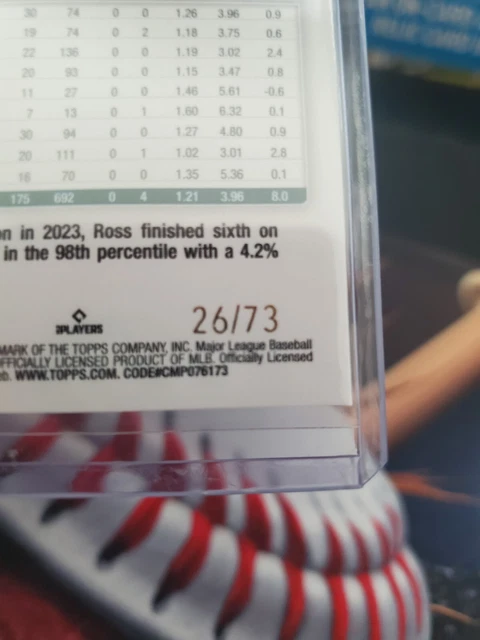 30 74 0 0 1.26 3.96 0.9
19 74 0 2 1.18 3.75 0.6
22 136 0 0 1.19 3.02 2.4
20 93 0 0 1.15 3.47 0.8
11 27 0 0 1.46 5.61 -0.6
7 13 0 1 1.60 6.32 0.1
30 94 0 0 1.27 4.80 0.9
20 111 0 1 1.02 3.01 2.8
16 70 0 0 1.35 5.36 0.1
175 692 0 4 1.21 3.96 8.0
n in 2023, Ross finished sixth on
in the 98th percentile with a 4.2%
PLAYERS
26/73
MARK OF THE TOPPS COMPANY, INC. Major League Baseball
OFFICIALLY LICENSED PRODUCT OF MLB. Officially Licensed
WWW.TOPPS.COM. CODE#CMP076173